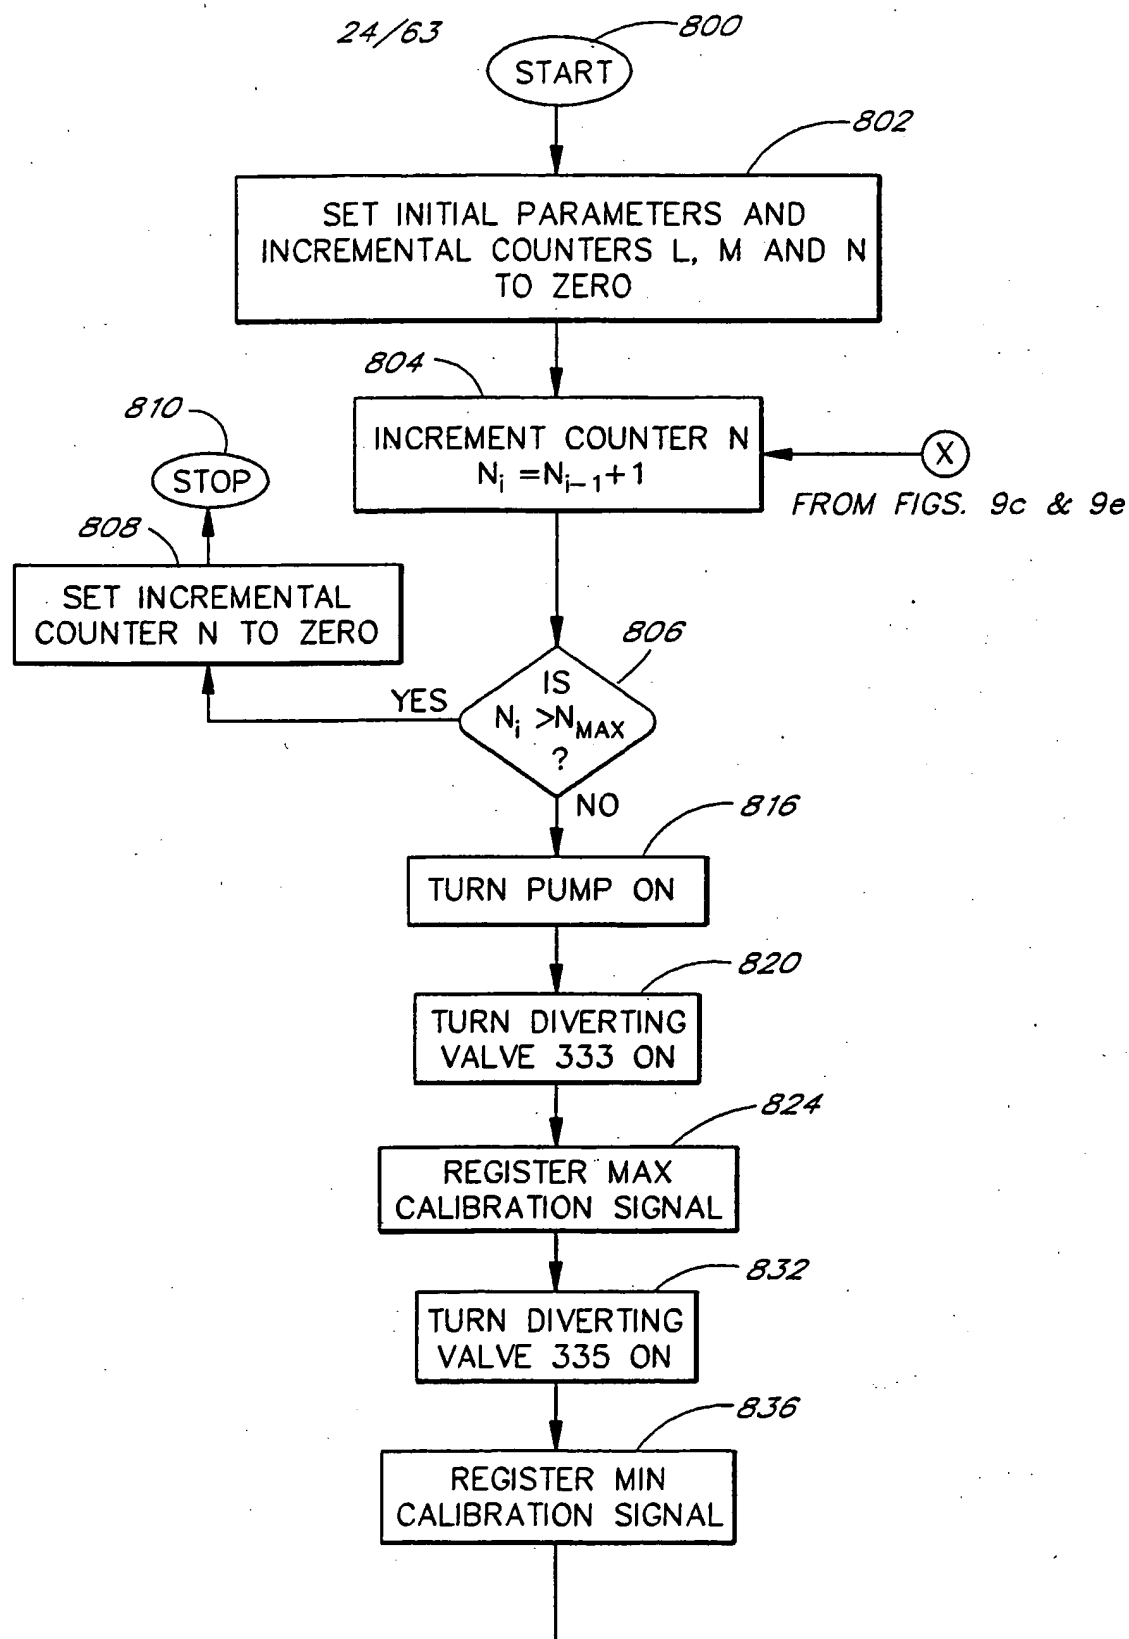 24/63
800
START
802
SET INITIAL PARAMETERS AND
INCREMENTAL COUNTERS L, M AND N
TO ZERO
804
INCREMENT COUNTER N
Nᵢ =Nᵢ₋₁+1
X
FROM FIGS. 9c & 9e
810
STOP
808
SET INCREMENTAL
COUNTER N TO ZERO
806
IS
Nᵢ >N_MAX
?
YES
NO
816
TURN PUMP ON
820
TURN DIVERTING
VALVE 333 ON
824
REGISTER MAX
CALIBRATION SIGNAL
832
TURN DIVERTING
VALVE 335 ON
836
REGISTER MIN
CALIBRATION SIGNAL